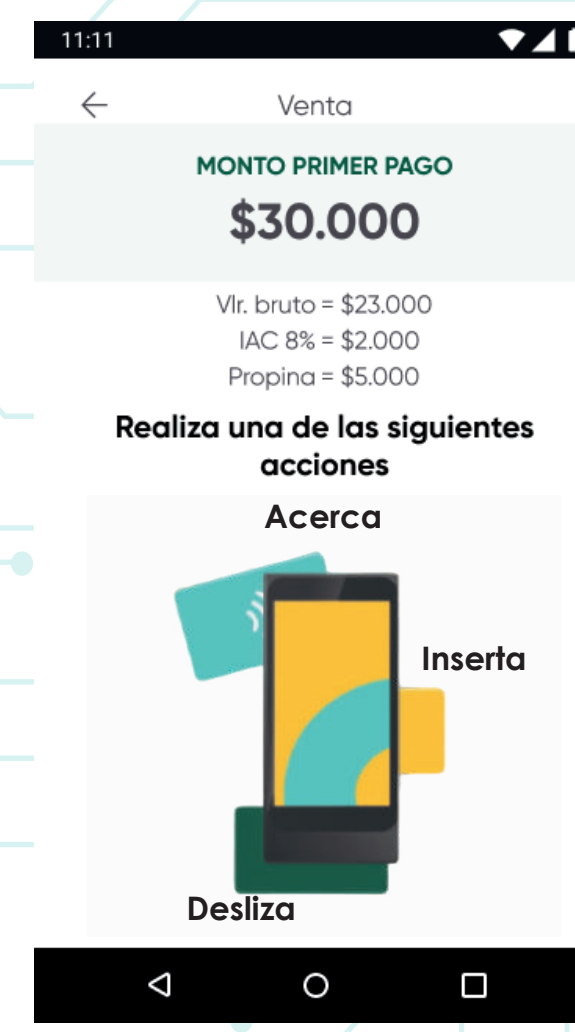 11:11
Venta
MONTO PRIMER PAGO
$30.000
Vlr. bruto = $23.000
IAC 8% = $2.000
Propina = $5.000
Realiza una de las siguientes
acciones
Acerca
Inserta
Desliza